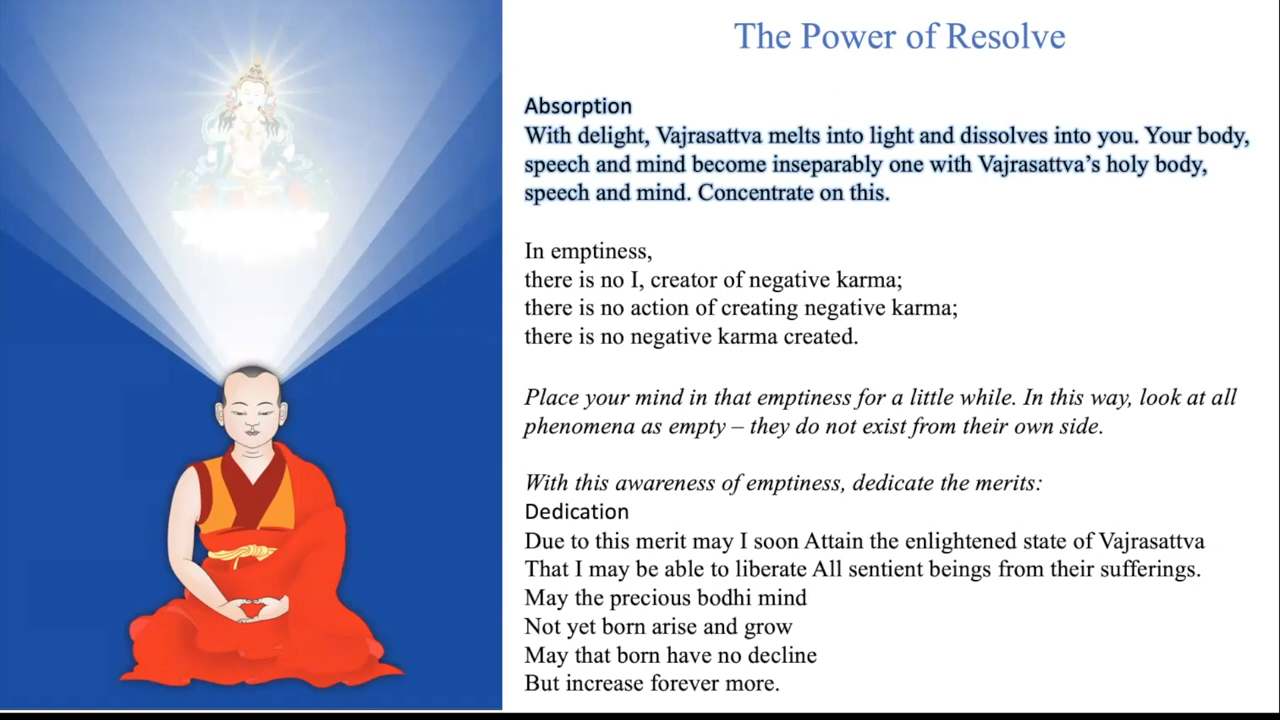 The Power of Resolve
Absorption
With delight, Vajrasattva melts into light and dissolves into you. Your body,
speech and mind become inseparably one with Vajrasattva’s holy body,
speech and mind. Concentrate on this.
In emptiness,
there is no I, creator of negative karma;
there is no action of creating negative karma;
there is no negative karma created.
Place your mind in that emptiness for a little while. In this way, look at all
phenomena as empty – they do not exist from their own side.
With this awareness of emptiness, dedicate the merits:
Dedication
Due to this merit may I soon Attain the enlightened state of Vajrasattva
That I may be able to liberate All sentient beings from their sufferings.
May the precious bodhi mind
Not yet born arise and grow
May that born have no decline
But increase forever more.